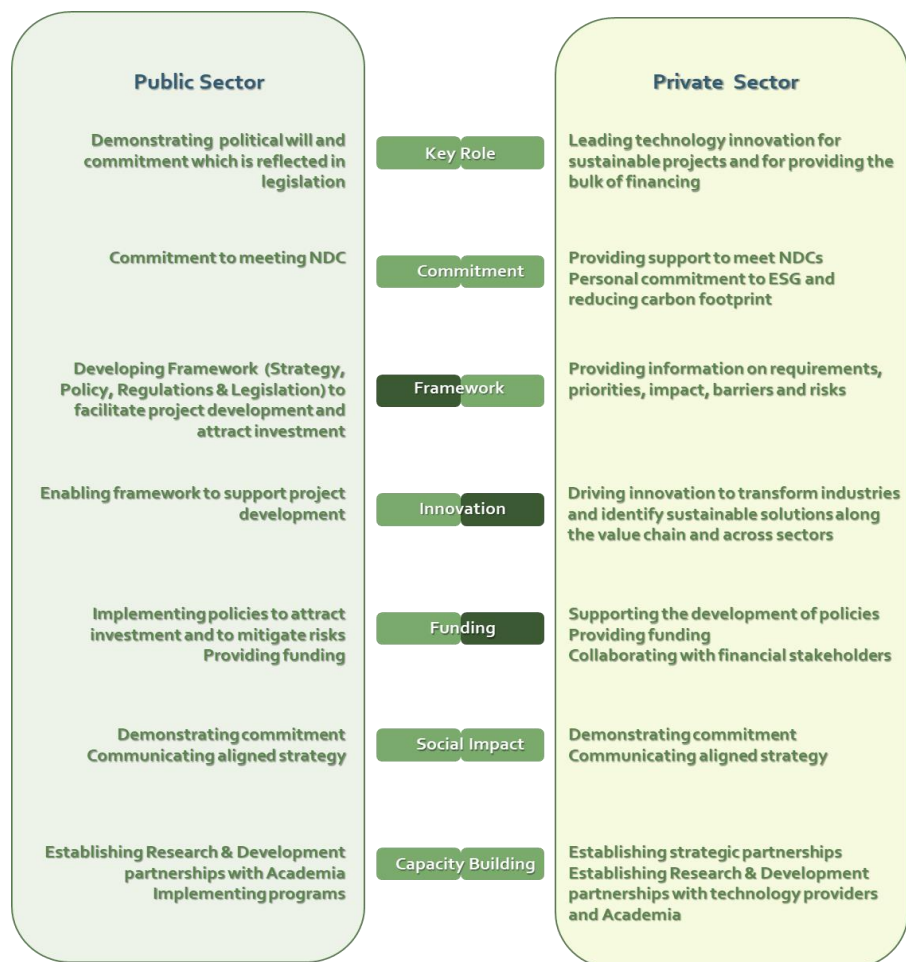 Public Sector
Private Sector
Demonstrating political will and
commitment which is reflected in
legislation
Key Role
Leading technology innovation for
sustainable projects and for providing the
bulk of financing
Commitment to meeting NDC
Commitment
Providing support to meet NDCs
Personal commitment to ESG and
reducing carbon footprint
Developing Framework (Strategy,
Policy, Regulations & Legislation) to
facilitate project development and
attract investment
Framework
Providing information on requirements,
priorities, impact, barriers and risks
Enabling framework to support project
development
Innovation
Driving innovation to transform industries
and identify sustainable solutions along
the value chain and across sectors
Implementing policies to attract
investment and to mitigate risks
Providing funding
Funding
Supporting the development of policies
Providing funding
Collaborating with financial stakeholders
Demonstrating commitment
Communicating aligned strategy
Social Impact
Demonstrating commitment
Communicating aligned strategy
Establishing Research & Development
partnerships with Academia
Implementing programs
Capacity Building
Establishing strategic partnerships
Establishing Research & Development
partnerships with technology providers
and Academia